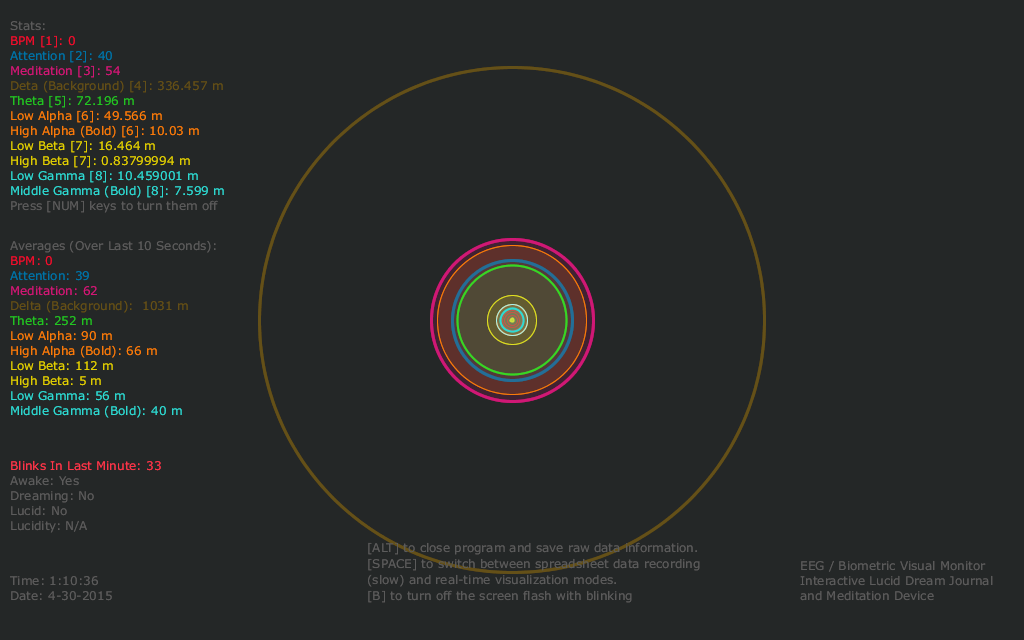 Stats:
BPM [1]: 0
Attention [2]: 40
Meditation [3]: 54
Deta (Background) [4]: 336.457 m
Theta [5]: 72.196 m
Low Alpha [6]: 49.566 m
High Alpha (Bold) [6]: 10.03 m
Low Beta [7]: 16.464 m
High Beta [7]: 0.83799994 m
Low Gamma [8]: 10.459001 m
Middle Gamma (Bold) [8]: 7.599 m
Press [NUM] keys to turn them off
Averages (Over Last 10 Seconds):
BPM: 0
Attention: 39
Meditation: 62
Delta (Background):  1031 m
Theta: 252 m
Low Alpha: 90 m
High Alpha (Bold): 66 m
Low Beta: 112 m
High Beta: 5 m
Low Gamma: 56 m
Middle Gamma (Bold): 40 m
Blinks In Last Minute: 33
Awake: Yes
Dreaming: No
Lucid: No
Lucidity: N/A
Time: 1:10:36
Date: 4-30-2015
[ALT] to close program and save raw data information.
[SPACE] to switch between spreadsheet data recording
(slow) and real-time visualization modes.
[B] to turn off the screen flash with blinking
EEG / Biometric Visual Monitor
Interactive Lucid Dream Journal
and Meditation Device